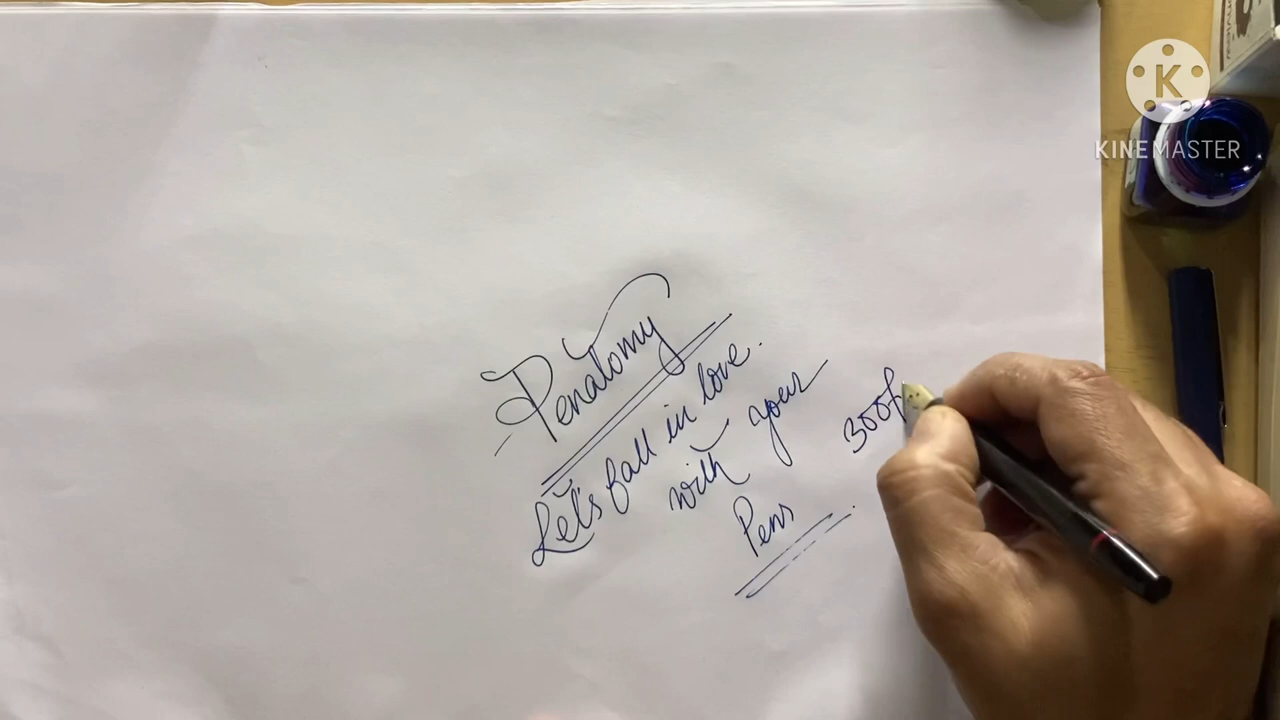 Penatomy
Let's fall in love.
with your
Pens.
KINEMASTER